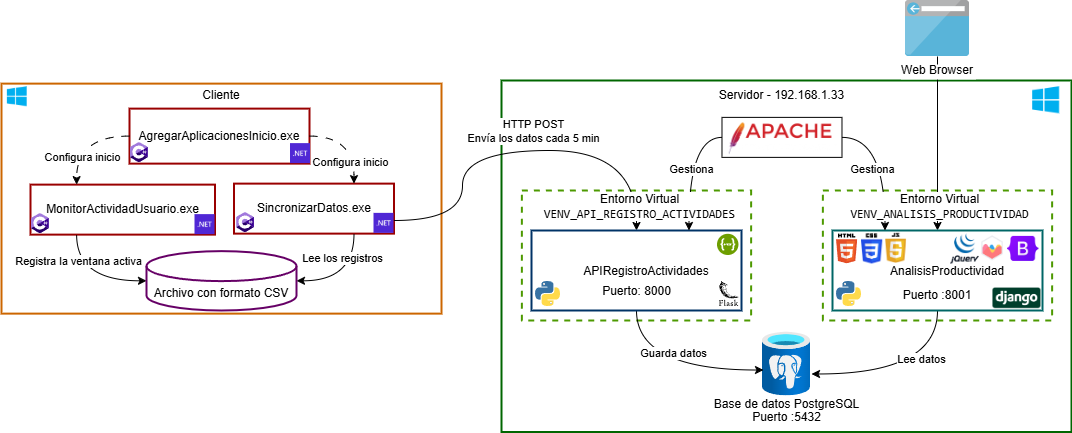 Web Browser
Cliente
Servidor - 192.168.1.33
AgregarAplicacionesInicio.exe
.NET
Configura inicio
Configura inicio
MonitorActividadUsuario.exe
.NET
SincronizarDatos.exe
.NET
Registra la ventana activa
Lee los registros
Archivo con formato CSV
HTTP POST
Envía los datos cada 5 min
APACHE
Gestiona
Gestiona
Entorno Virtual
VENV_API_REGISTRO_ACTIVIDADES
APIRegistroActividades
Puerto: 8000
Flask
Entorno Virtual
VENV_ANALISIS_PRODUCTIVIDAD
HTML
5
CSS
3
JS
jQuery
B
AnalisisProductividad
Puerto :8001
django
Guarda datos
Lee datos
Base de datos PostgreSQL
Puerto :5432